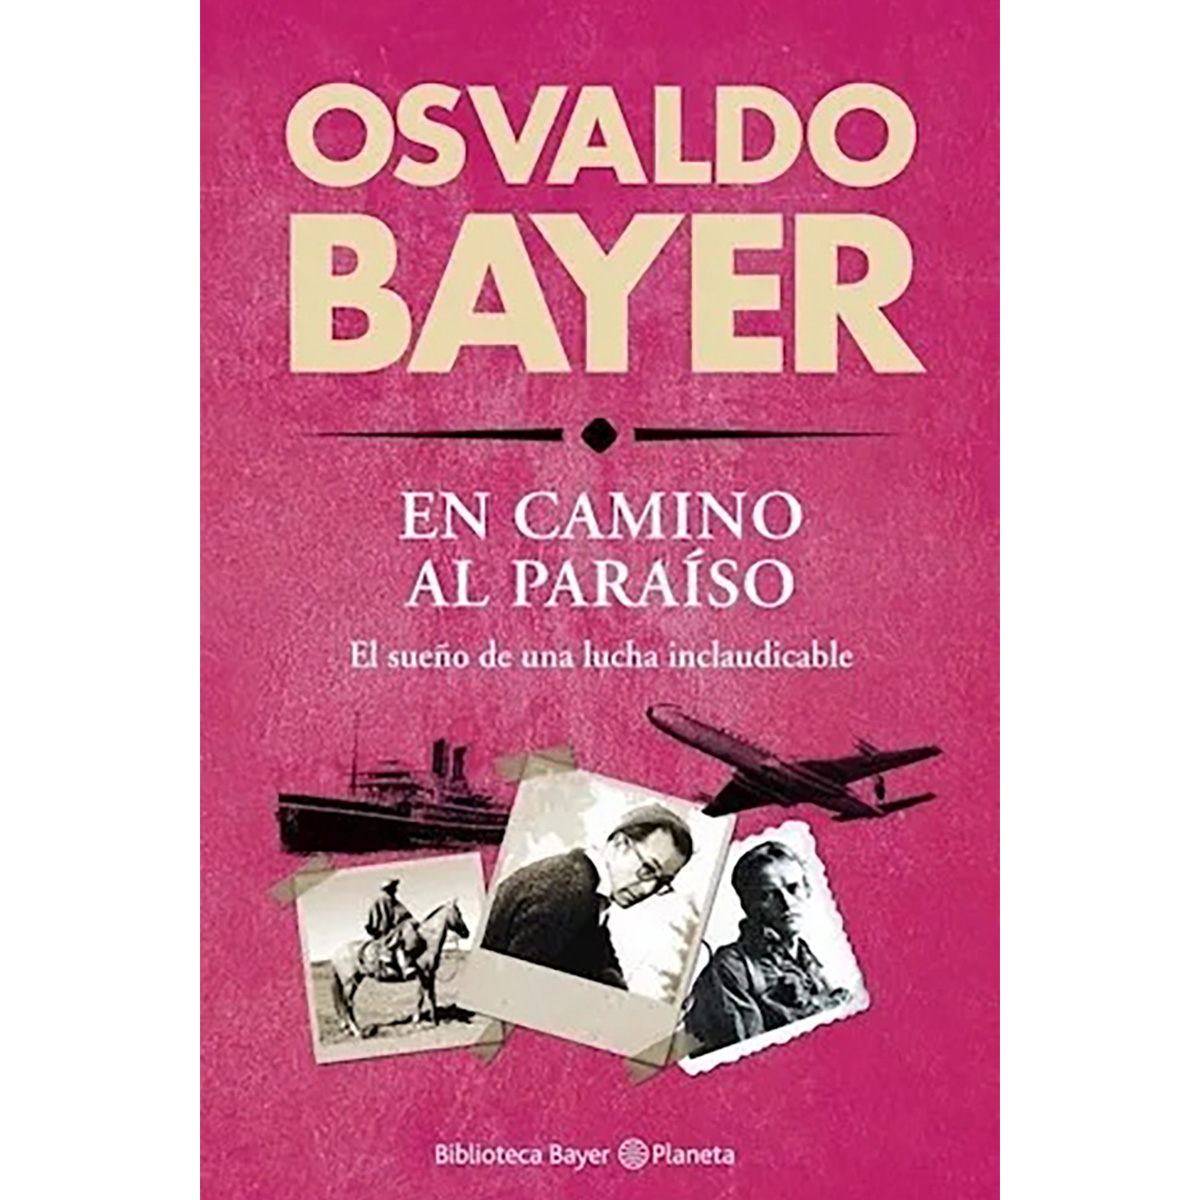 OSVALDO
BAYER
EN CAMINO
AL PARAÍSO
El sueño de una lucha inclaudicable
Biblioteca Bayer Planeta